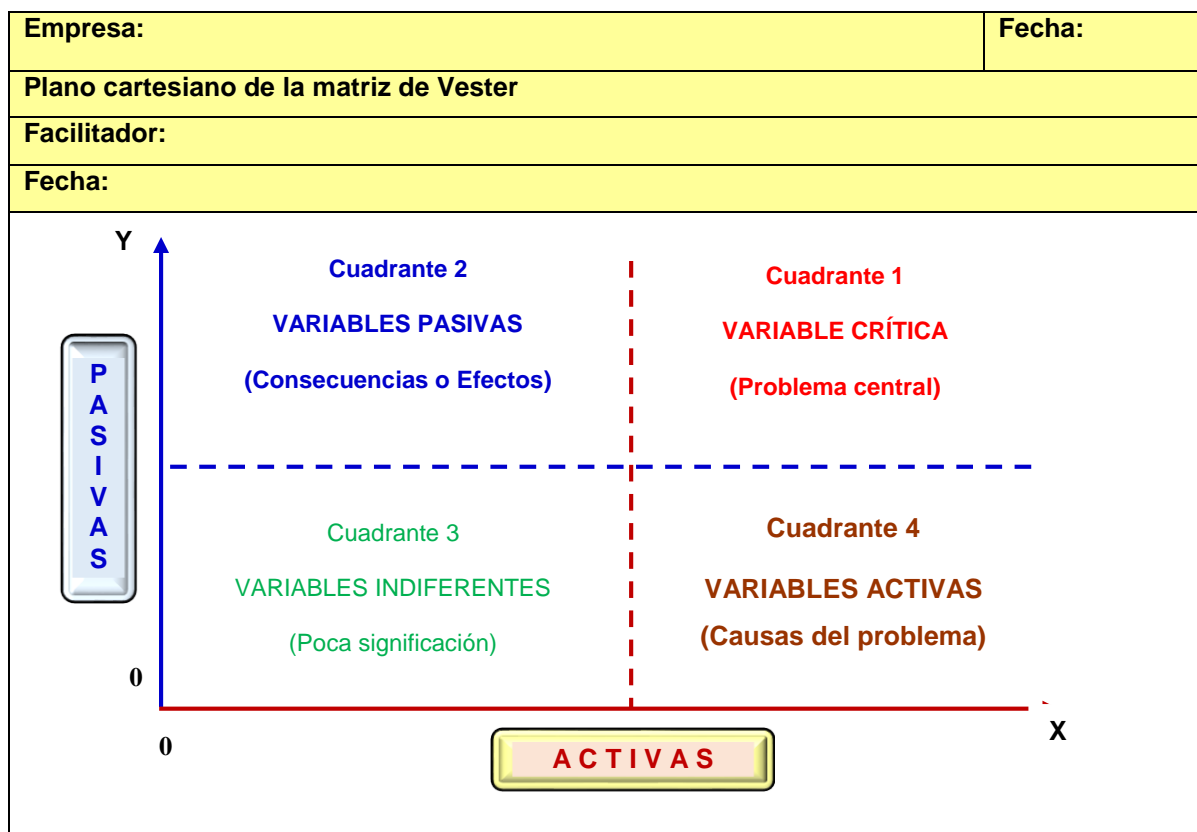 Empresa: Fecha:
Plano cartesiano de la matriz de Vester
Facilitador:
Fecha:
Y
Cuadrante 2
VARIABLES PASIVAS
(Consecuencias o Efectos)
Cuadrante 1
VARIABLE CRÍTICA
(Problema central)
P
A
S
I
V
A
S
Cuadrante 3
VARIABLES INDIFERENTES
(Poca significación)
Cuadrante 4
VARIABLES ACTIVAS
(Causas del problema)
0
0
A C T I V A S
X